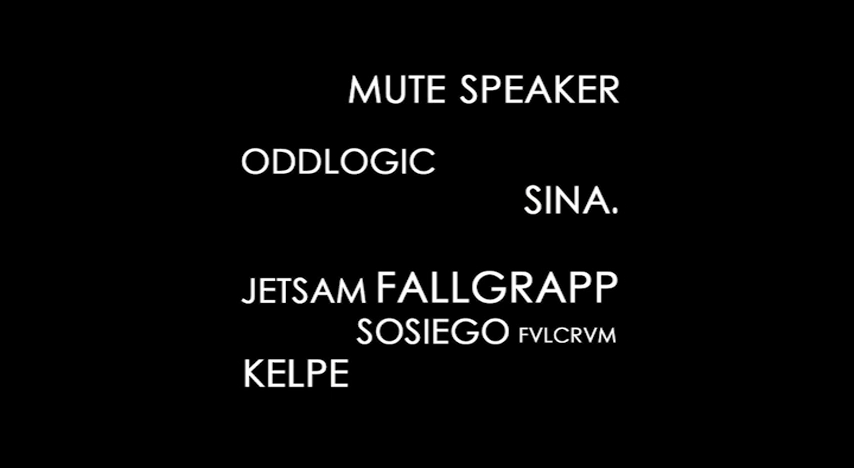 MUTE SPEAKER
ODDLOGIC
SINA.
JETSAM FALLGRAPP
SOSIEGO FVLCRVM
KELPE